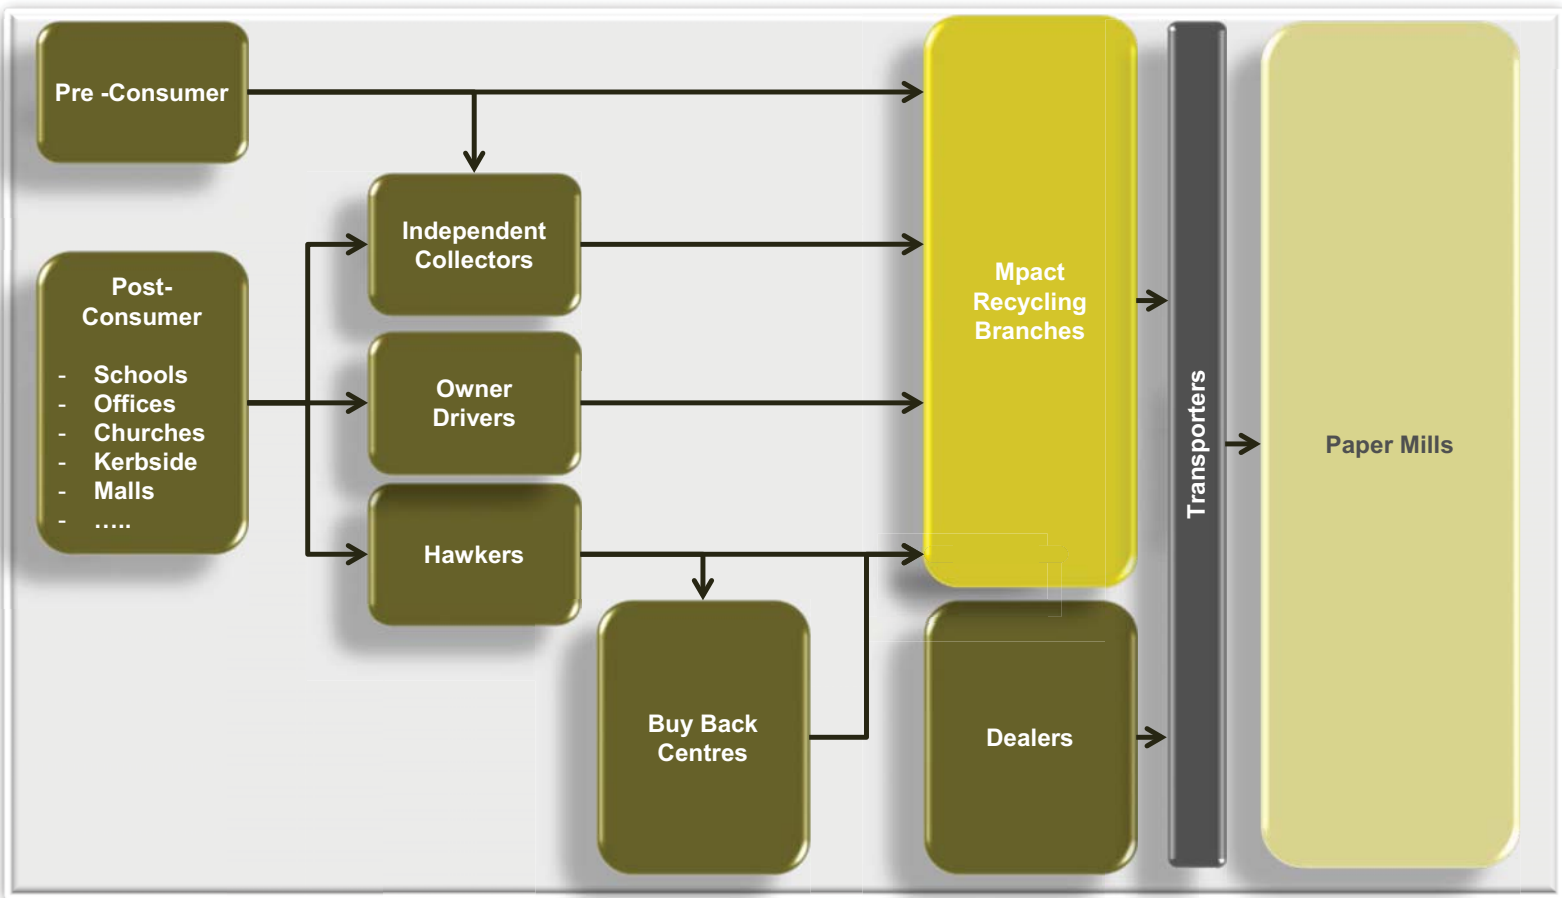 Pre -Consumer
Independent
Collectors
Post-
Consumer
- Schools
- Offices
- Churches
- Kerbside
- Malls
- …..
Owner
Drivers
Hawkers
Buy Back
Centres
Mpact
Recycling
Branches
Dealers
Transporters
Paper Mills